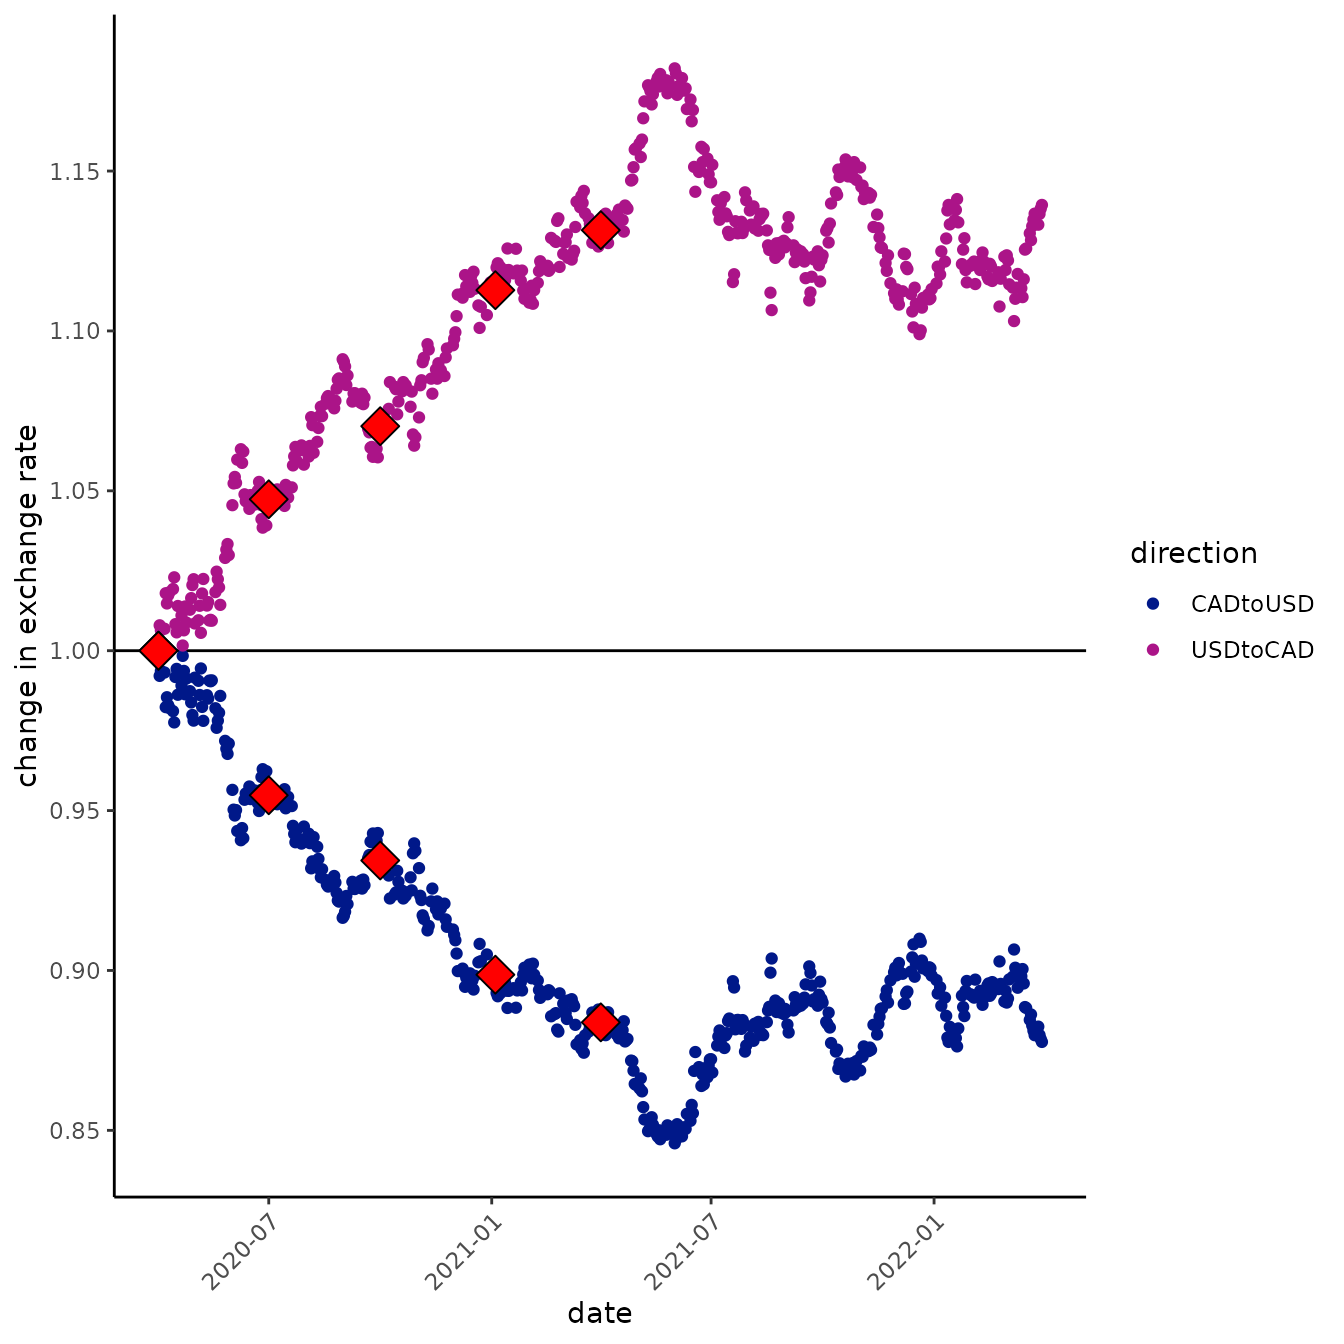 change in exchange rate
1.15
1.10
1.05
1.00
0.95
0.90
0.85
2020-07
2021-01
2021-07
2022-01
date
direction
CADtoUSD
USDtoCAD